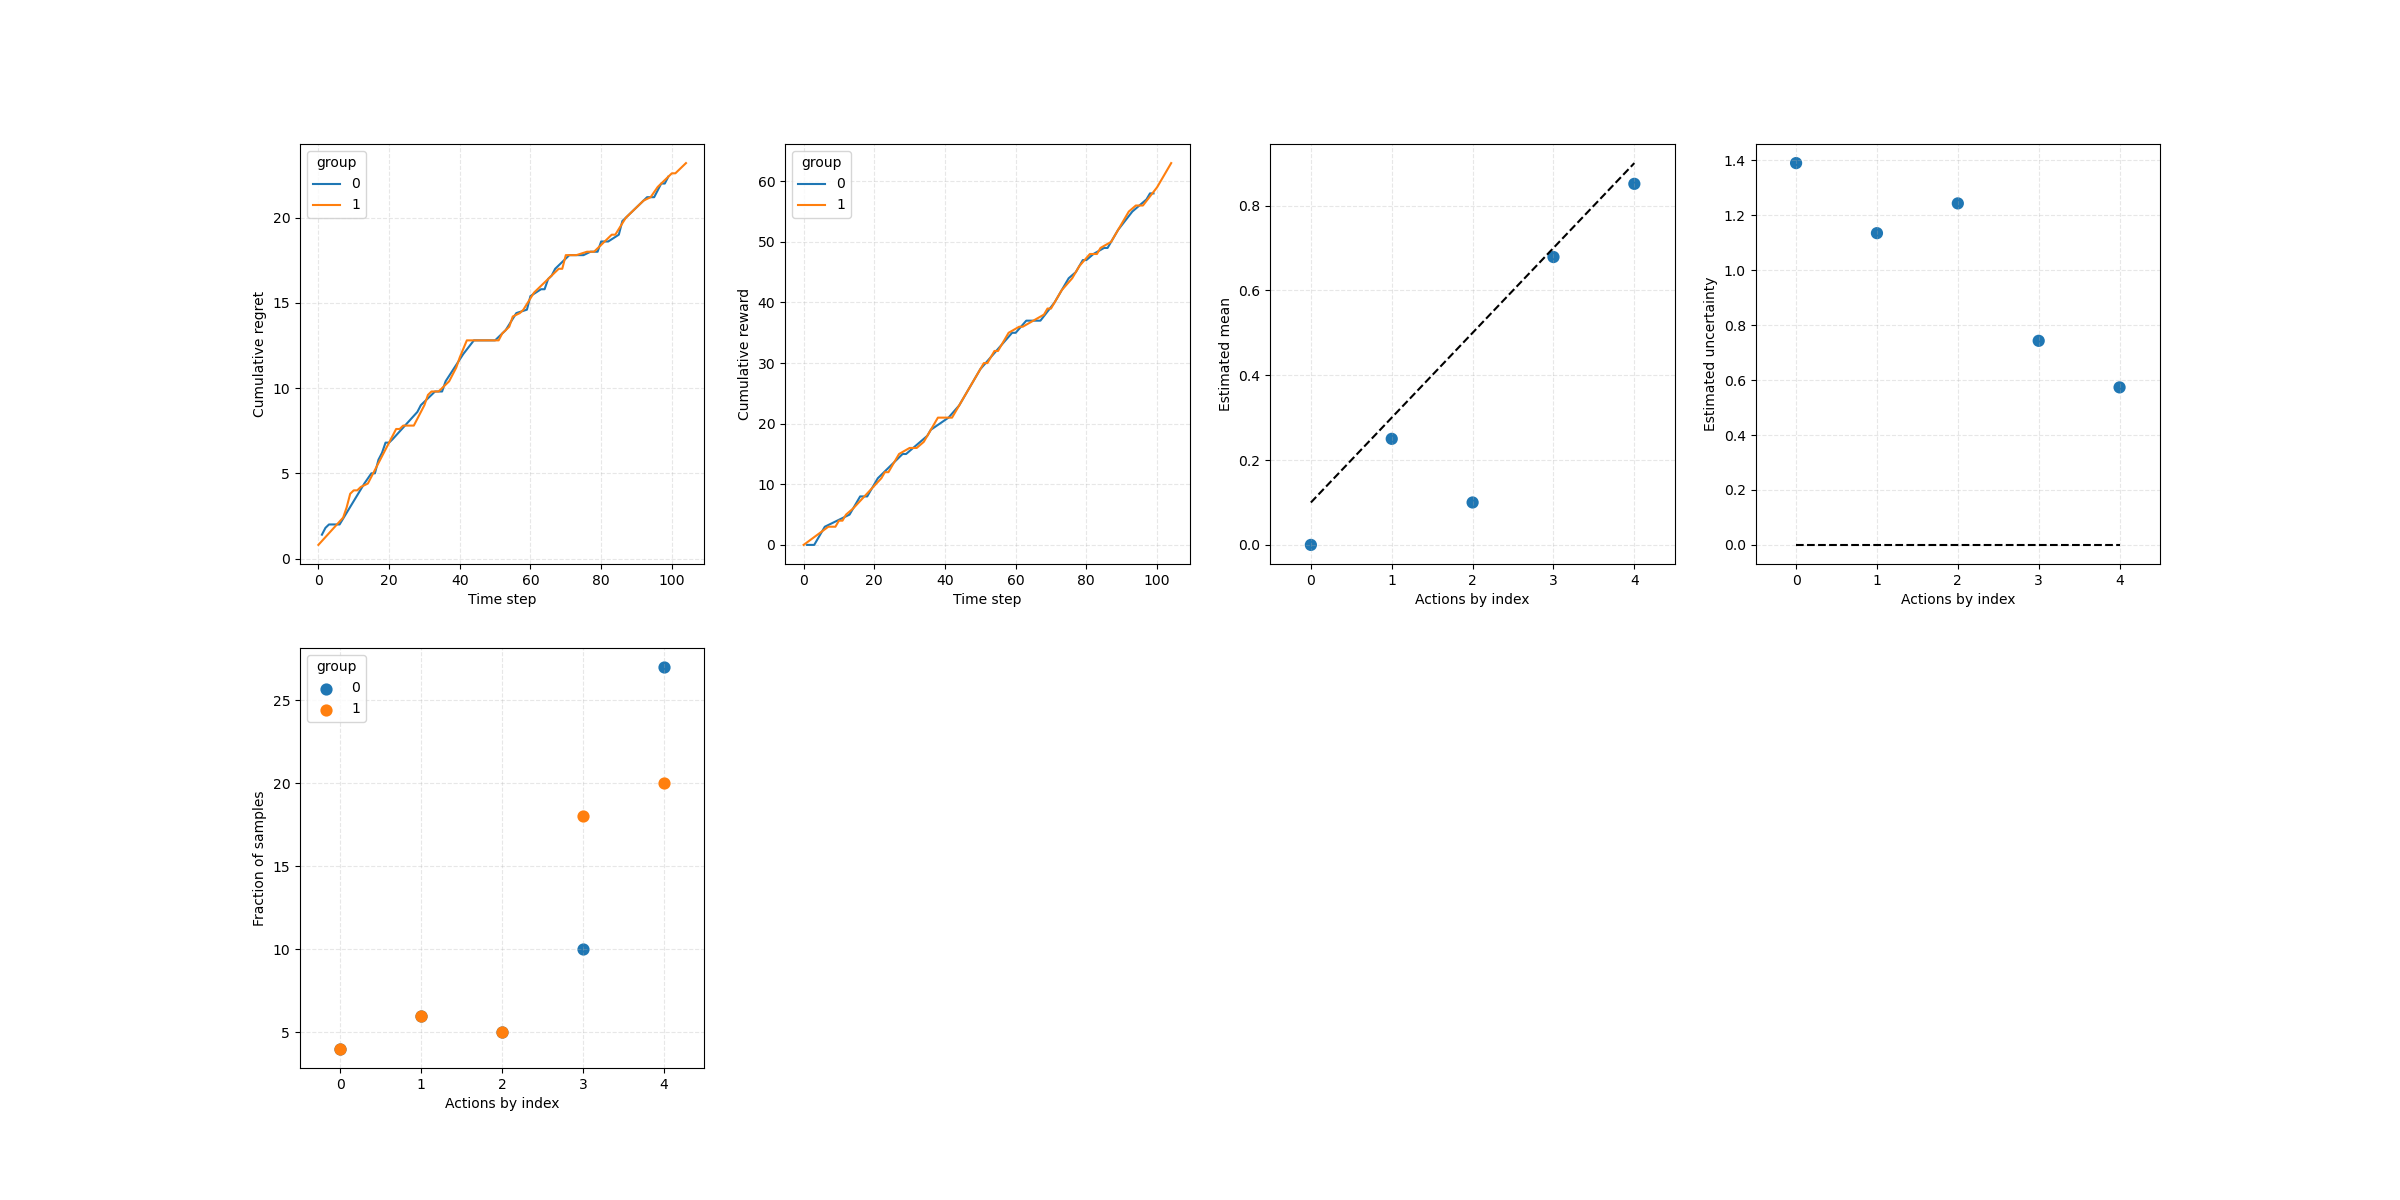 group
0
1
20
15
10
5
0
Cumulative regret
0 20 40 60 80 100
Time step
group
0
1
60
50
40
30
20
10
0
Cumulative reward
0 20 40 60 80 100
Time step
0.8
0.6
0.4
0.2
0.0
Estimated mean
0 1 2 3 4
Actions by index
1.4
1.2
1.0
0.8
0.6
0.4
0.2
0.0
Estimated uncertainty
0 1 2 3 4
Actions by index
group
0
1
25
20
15
10
5
Fraction of samples
0 1 2 3 4
Actions by index